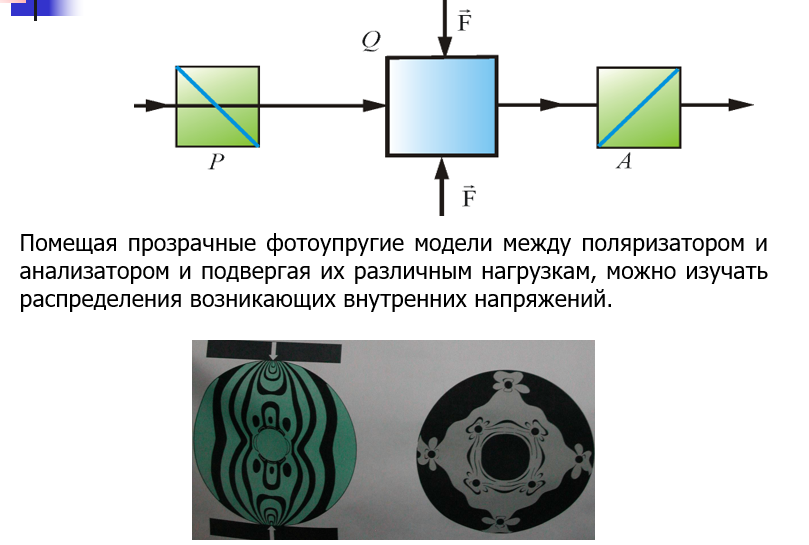 F
Q
P
A
F
Помещая прозрачные фотоупругие модели между поляризатором и
анализатором и подвергая их различным нагрузкам, можно изучать
распределения возникающих внутренних напряжений.